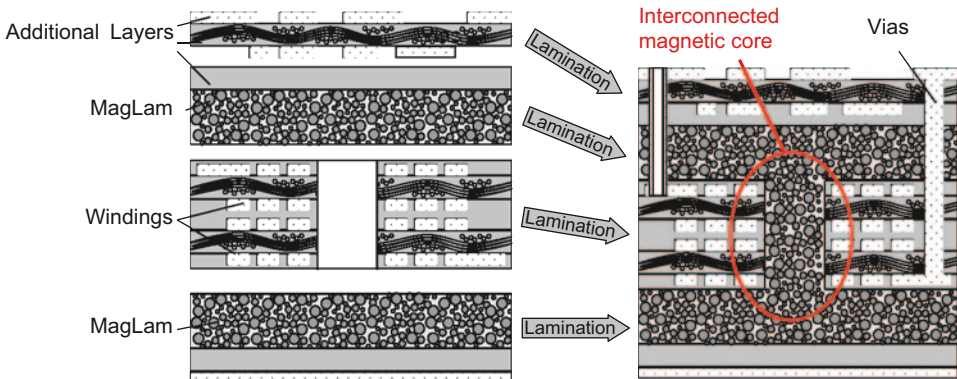 Additional Layers
MagLam
Windings
MagLam
Lamination
Lamination
Lamination
Lamination
Interconnected
magnetic core
Vias